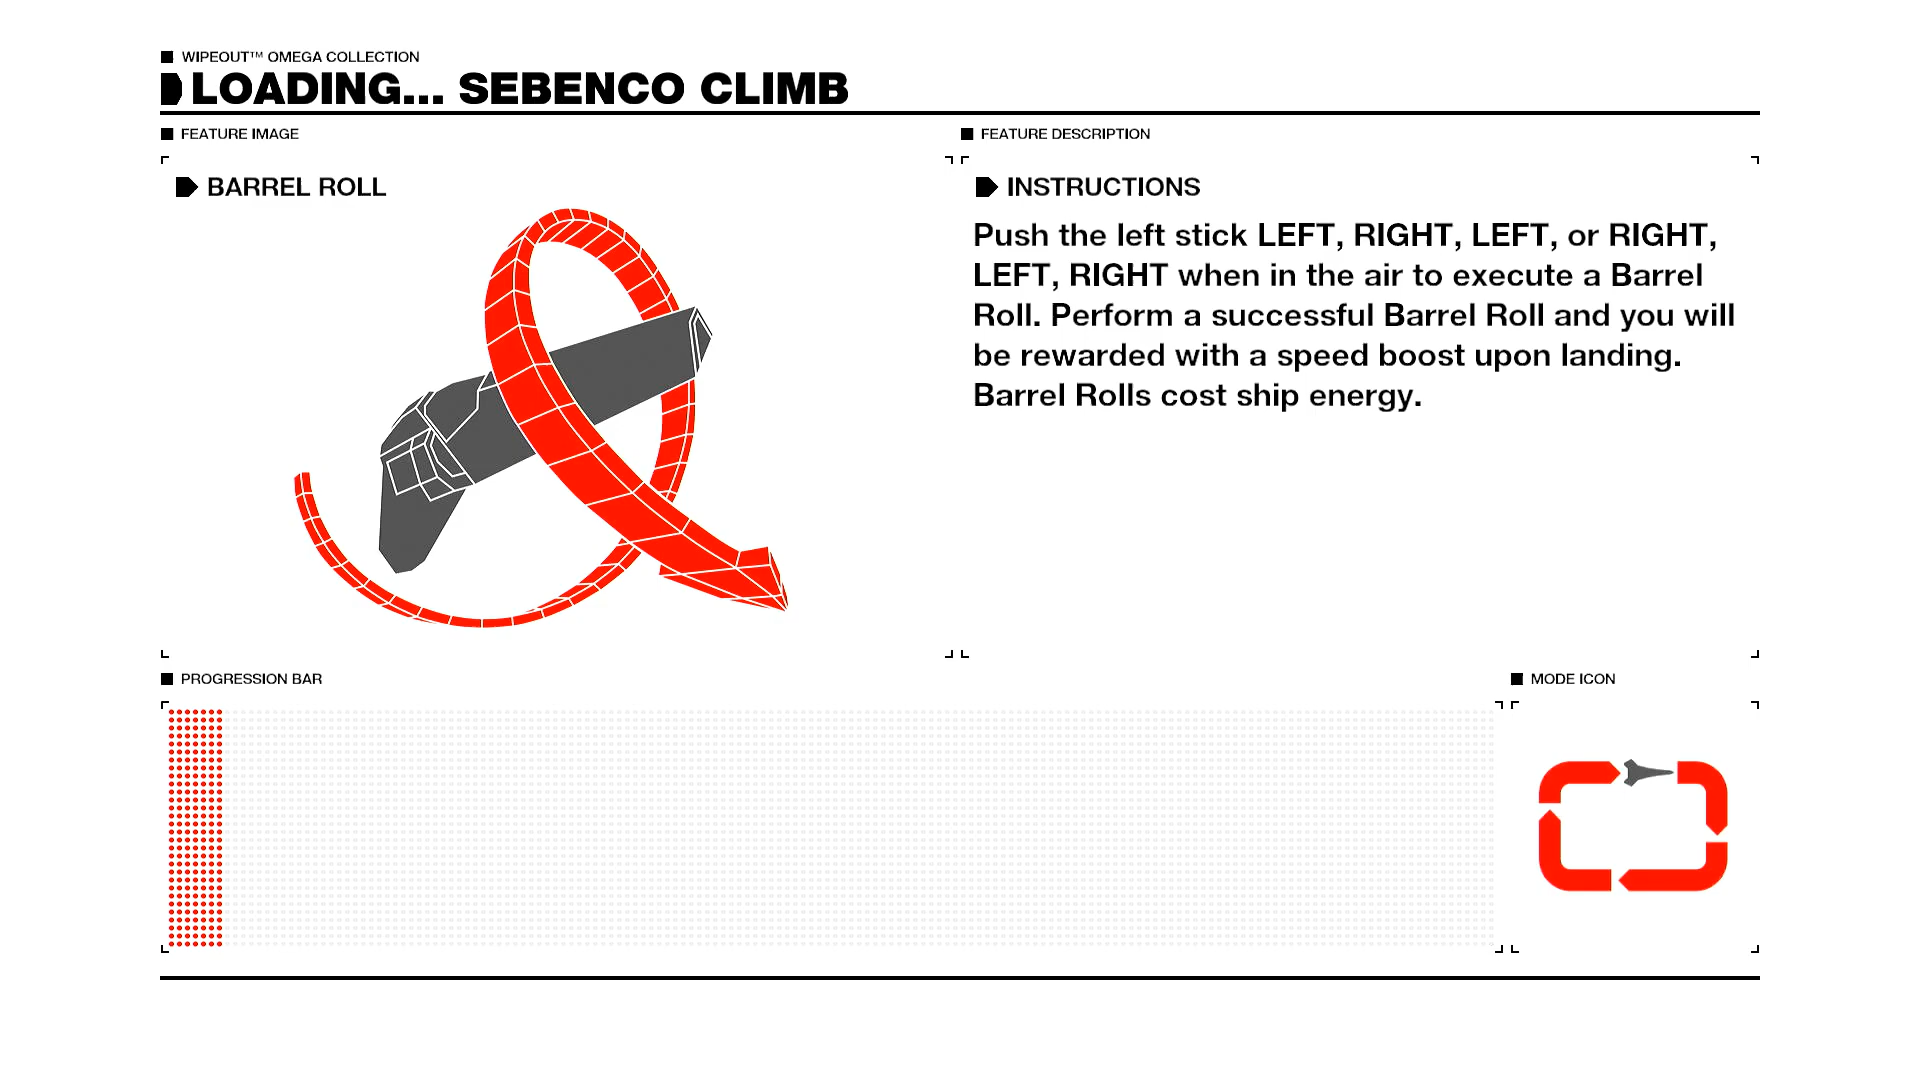 WIPEOUT™ OMEGA COLLECTION
LOADING... SEBENCO CLIMB
FEATURE IMAGE
BARREL ROLL
FEATURE DESCRIPTION
INSTRUCTIONS
Push the left stick LEFT, RIGHT, LEFT, or RIGHT,
LEFT, RIGHT when in the air to execute a Barrel
Roll. Perform a successful Barrel Roll and you will
be rewarded with a speed boost upon landing.
Barrel Rolls cost ship energy.
PROGRESSION BAR
MODE ICON